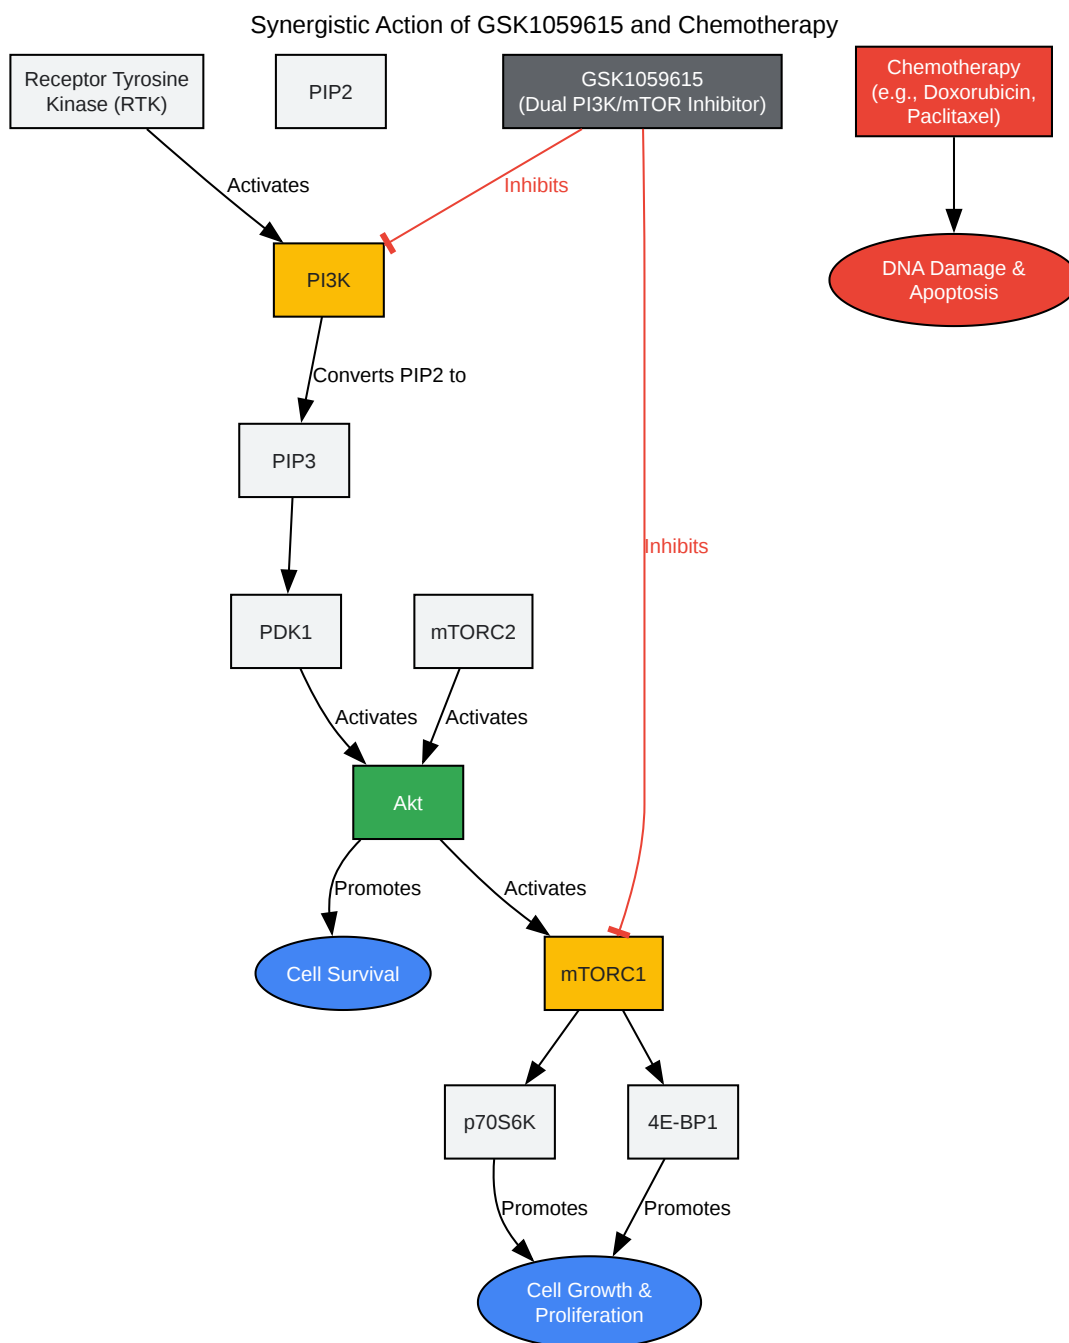 Synergistic Action of GSK1059615 and Chemotherapy
Receptor Tyrosine
Kinase (RTK)
PIP2
GSK1059615
(Dual PI3K/mTOR Inhibitor)
Chemotherapy
(e.g., Doxorubicin,
Paclitaxel)
Activates
Inhibits
PI3K
DNA Damage &
Apoptosis
Converts PIP2 to
PIP3
Inhibits
PDK1
mTORC2
Activates
Activates
Akt
Promotes
Activates
Cell Survival
mTORC1
p70S6K
4E-BP1
Promotes
Promotes
Cell Growth &
Proliferation